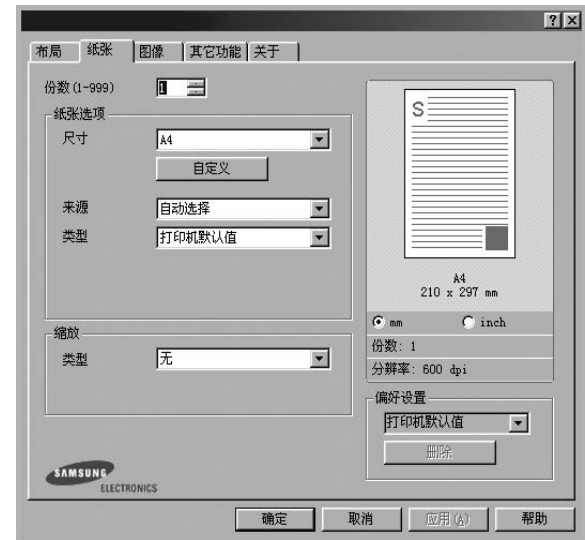 布局 纸张 图像 其它功能 关于
份数(1-999) 1
纸张选项
尺寸 A4
自定义
来源 自动选择
类型 打印机默认值
缩放
类型 无
SAMSUNG
ELECTRONICS
S
A4
210 x 297 mm
mm inch
份数: 1
分辨率: 600 dpi
偏好设置
打印机默认值
删除
确定 取消 应用(A) 帮助